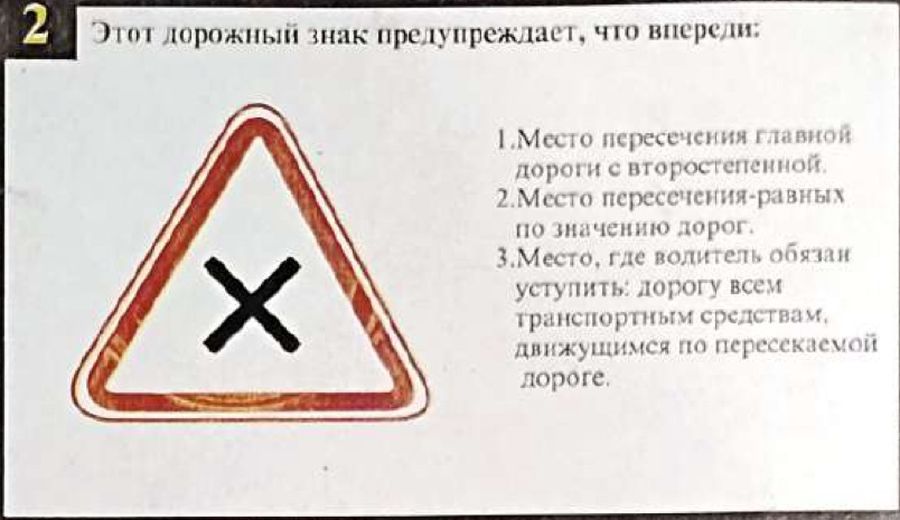 2
Этот дорожный знак предупреждает, что впереди:
1.Место пересечения главной
дороги с второстепенной.
2.Место пересечения-равных
по значению дорог.
3.Место, где водитель обязан
уступить: дорогу всем
транспортным средствам,
движущимся по пересекаемой
дороге.